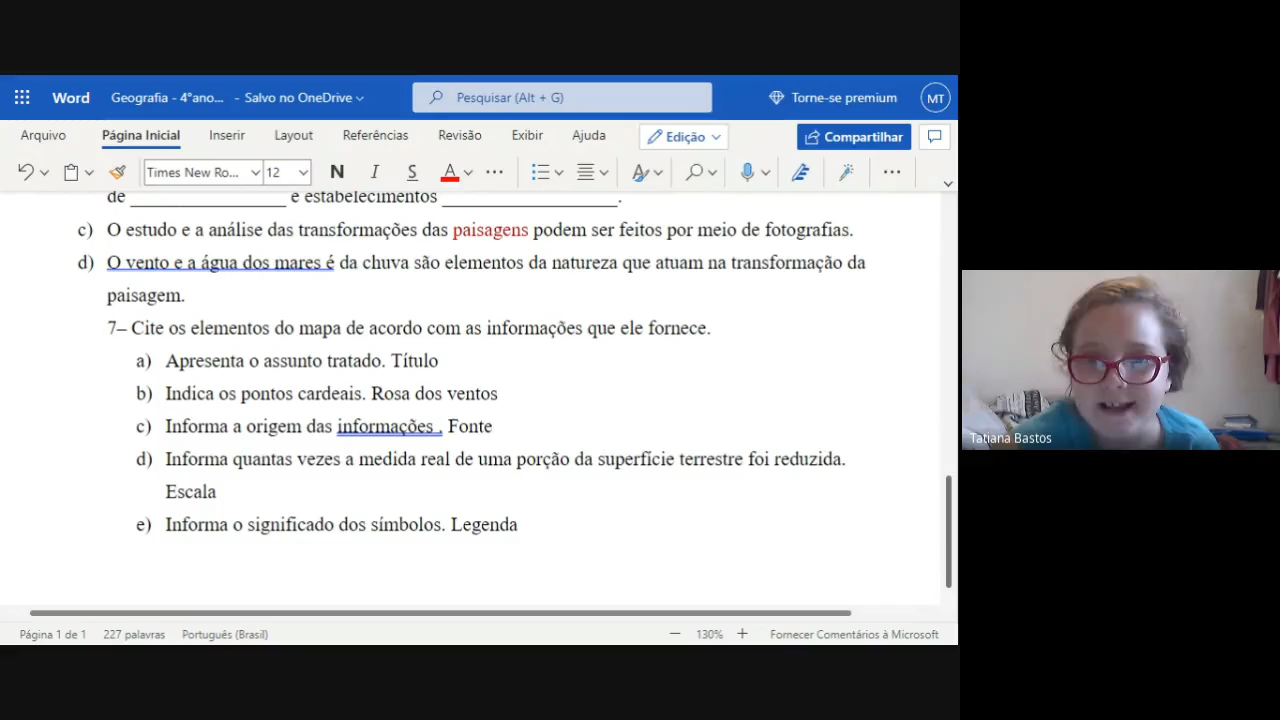 Word Geografia - 4°ano... - Salvo no OneDrive Pesquisar (Alt + G) Torne-se premium MT
Arquivo Página Inicial Inserir Layout Referências Revisão Exibir Ajuda Edição Compartilhar
Times New Ro... 12 N I S A ...
de ________________ e estabelecimentos __________________.
c) O estudo e a análise das transformações das paisagens podem ser feitos por meio de fotografias.
d) O vento e a água dos mares é da chuva são elementos da natureza que atuam na transformação da
paisagem.
7– Cite os elementos do mapa de acordo com as informações que ele fornece.
a) Apresenta o assunto tratado. Título
b) Indica os pontos cardeais. Rosa dos ventos
c) Informa a origem das informações . Fonte
d) Informa quantas vezes a medida real de uma porção da superfície terrestre foi reduzida.
Escala
e) Informa o significado dos símbolos. Legenda
Página 1 de 1 227 palavras Português (Brasil) 130% Fornecer Comentários à Microsoft
Tatiana Bastos